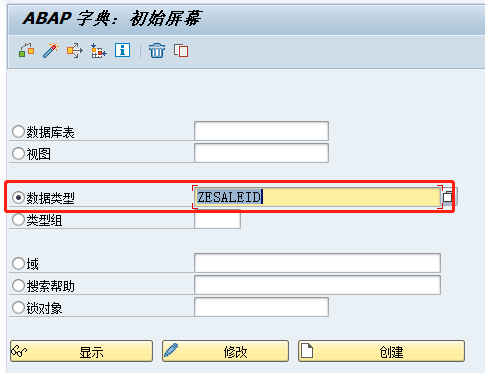 ABAP 字典：初始屏幕
数据库表
视图
数据类型 ZESALEID
类型组
域
搜索帮助
锁对象
显示 修改 创建